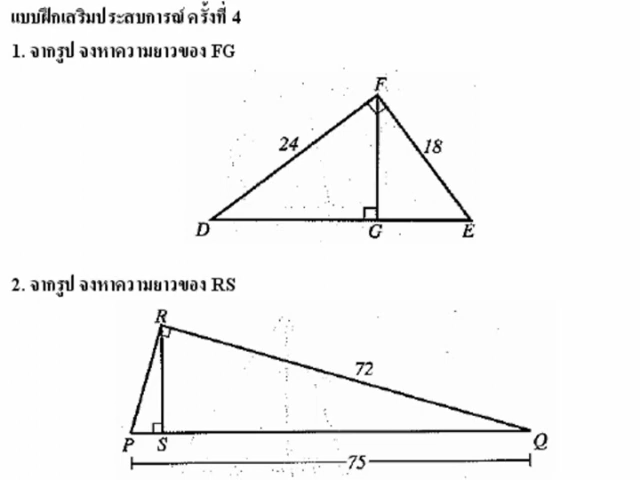 แบบฝึกเสริมประสบการณ์ ครั้งที่ 4
1. จากรูป จงหาความยาวของ FG
F
24
18
D
G
E
2. จากรูป จงหาความยาวของ RS
R
72
P
S
Q
75